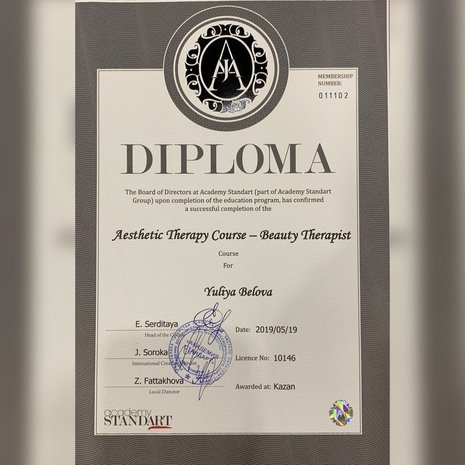 MEMBERSHIP
NUMBER:
011102
DIPLOMA
The Board of Directors at Academy Standart (part of Academy Standart
Group) upon completion of the education program, has confirmed
a successful completion of the
Aesthetic Therapy Course – Beauty Therapist
Course
For
Yuliya Belova
E. Serditaya
Head of the
Date: 2019/05/19
J. Soroka
International
Licence No: 10146
Z. Fattakhova
Local Director
Awarded at: Kazan
academy
STANDART